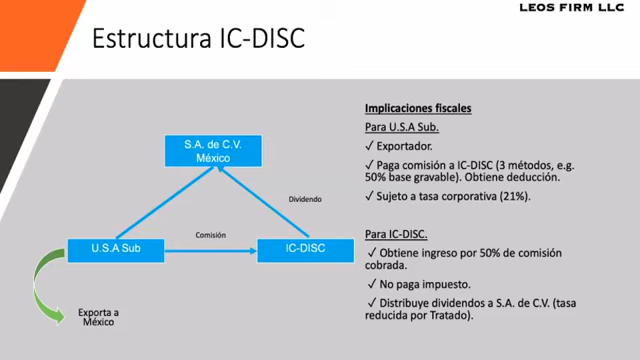 LEOS FIRM LLC
Estructura IC-DISC
S.A. de C.V.
México
Dividendo
Comisión
U.S.A Sub
IC-DISC
Exporta a
México
Implicaciones fiscales
Para U.S.A Sub.
✓ Exportador.
✓ Paga comisión a IC-DISC (3 métodos, e.g.
50% base gravable). Obtiene deducción.
✓ Sujeto a tasa corporativa (21%).
Para IC-DISC.
✓ Obtiene ingreso por 50% de comisión
cobrada.
✓ No paga impuesto.
✓ Distribuye dividendos a S.A. de C.V. (tasa
reducida por Tratado).